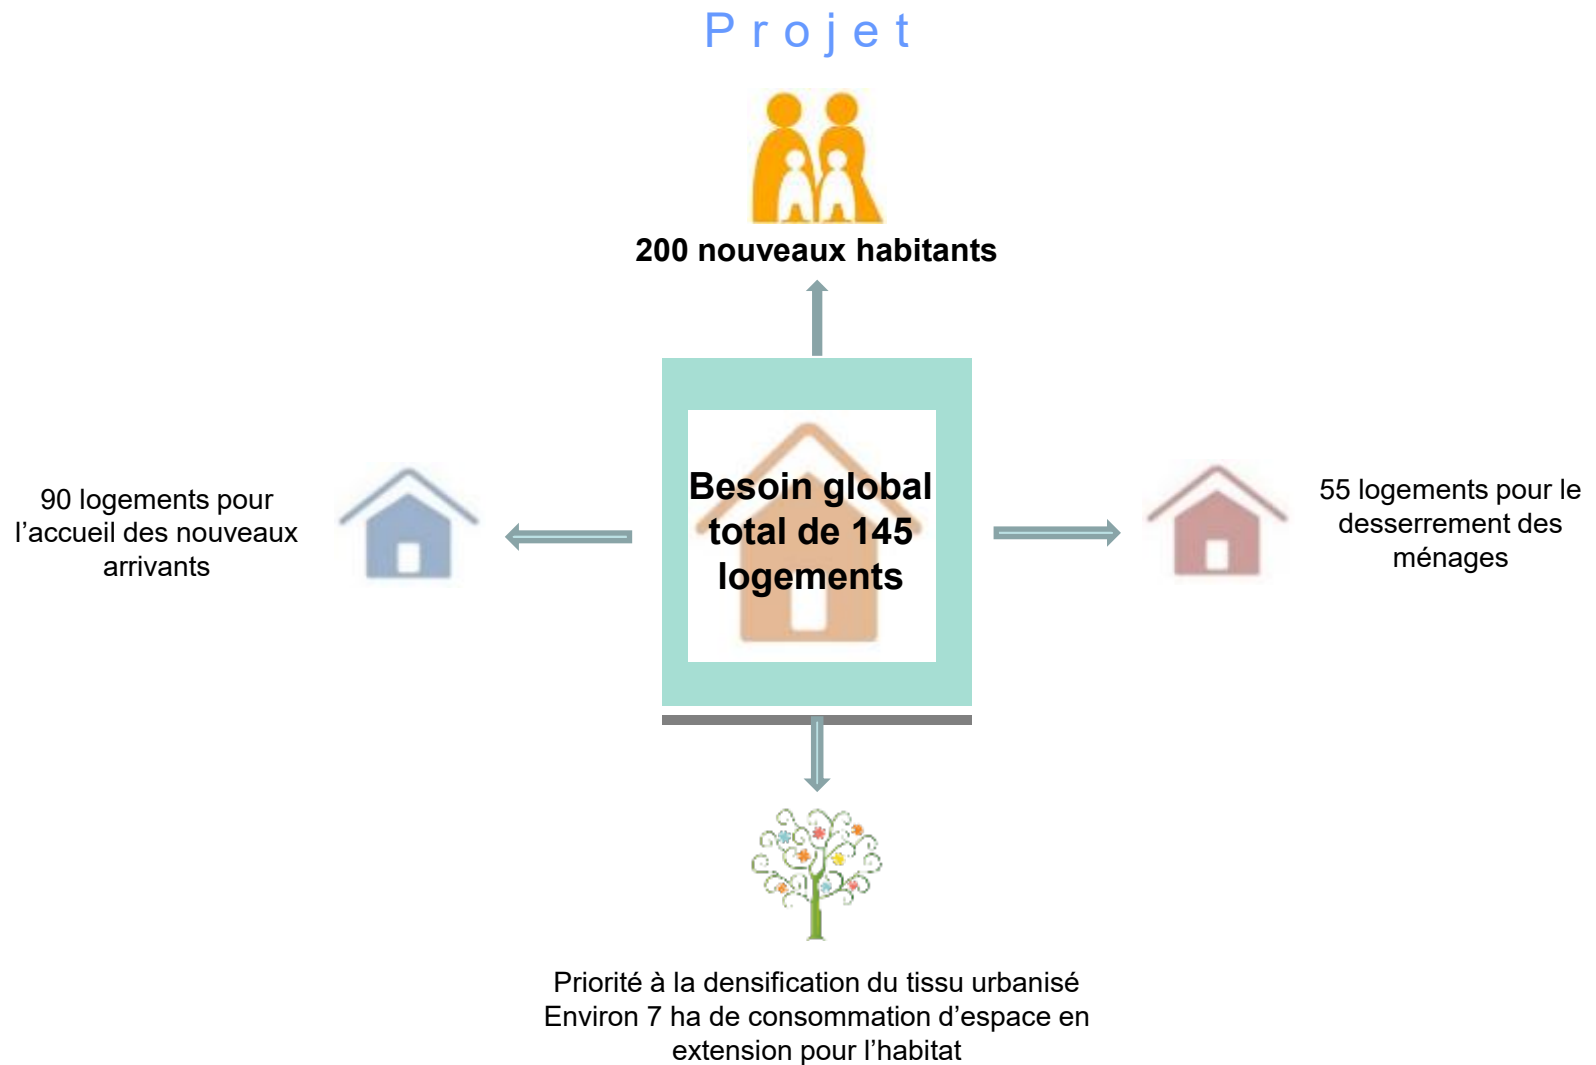 Projet
200 nouveaux habitants
90 logements pour
l’accueil des nouveaux
arrivants
Besoin global
total de 145
logements
55 logements pour le
desserrement des
ménages
Priorité à la densification du tissu urbanisé
Environ 7 ha de consommation d’espace en
extension pour l’habitat